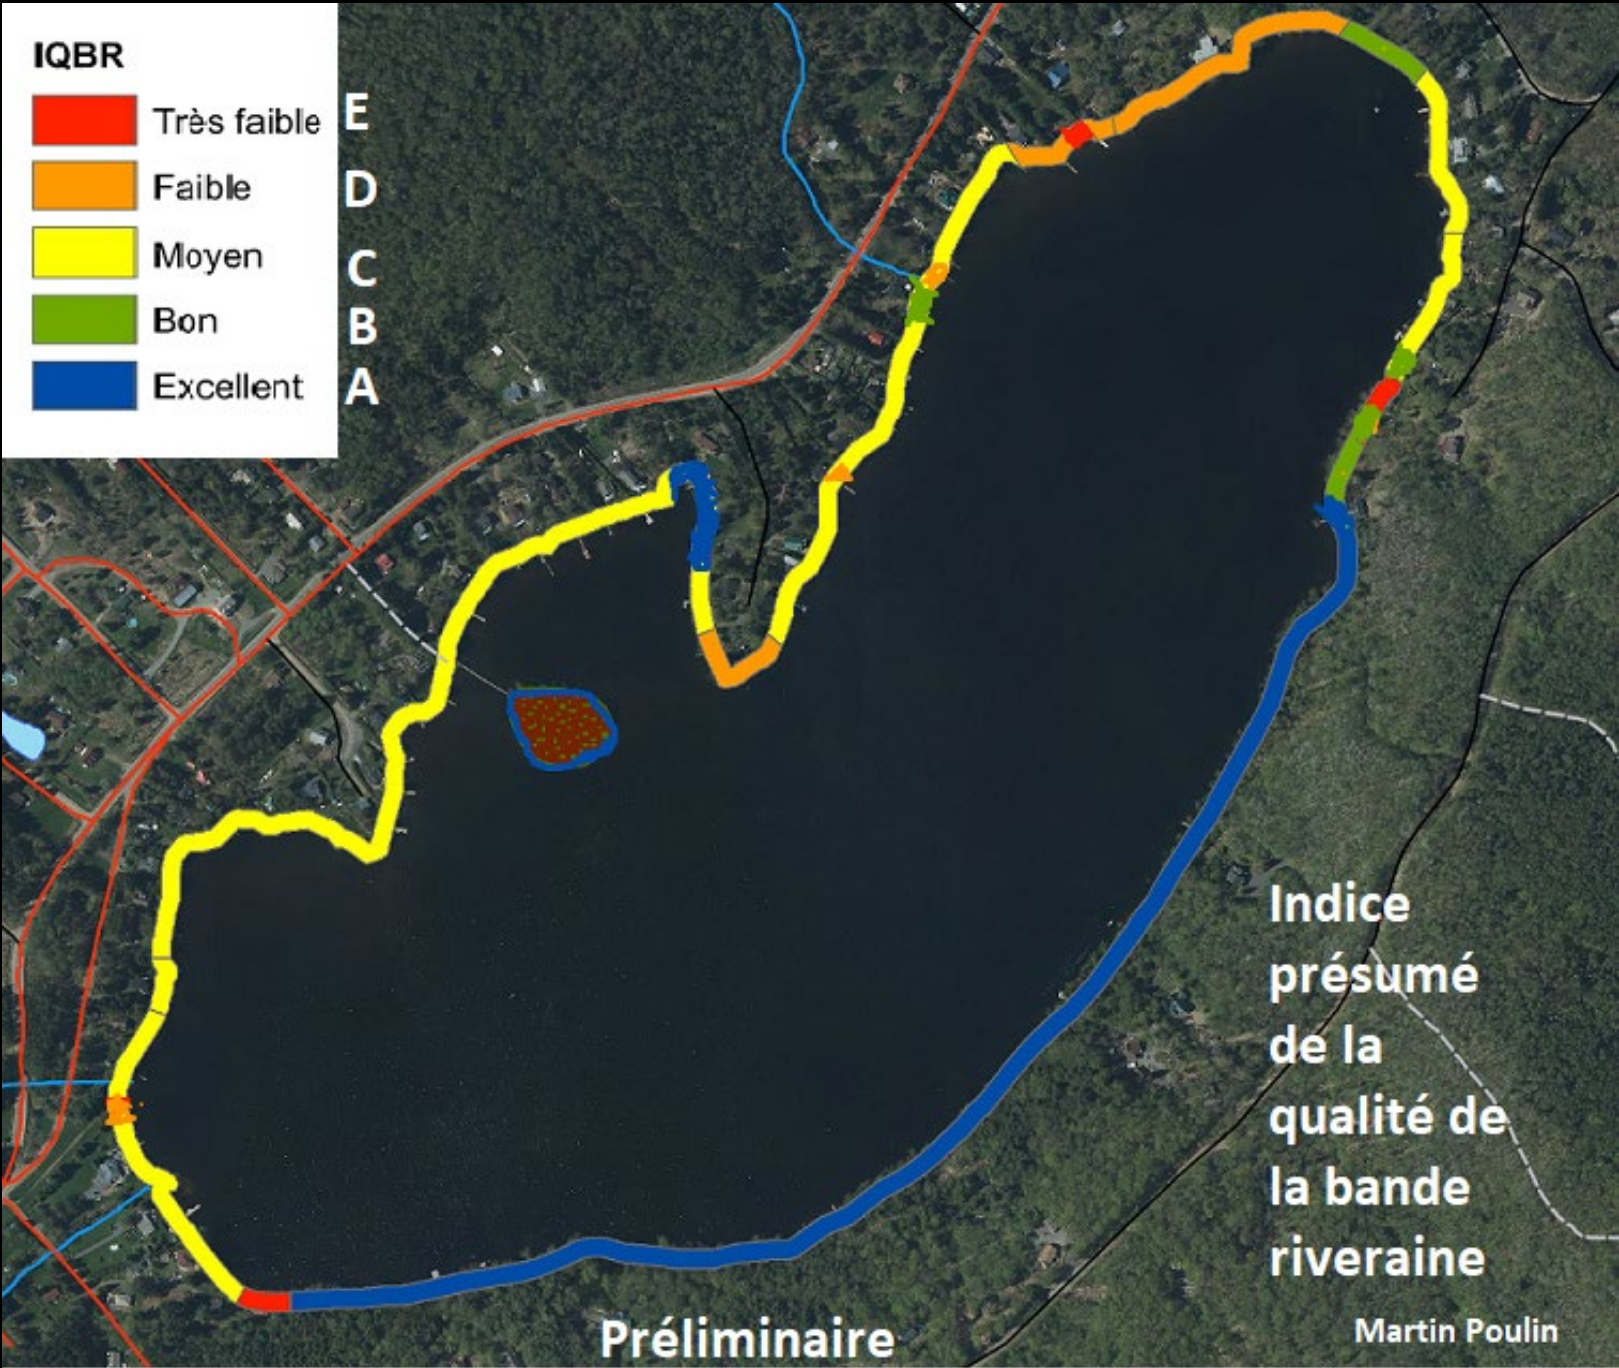 IQBR
Très faible E
Faible D
Moyen C
Bon B
Excellent A
Indice
présumé
de la
qualité de
la bande
riveraine
Préliminaire
Martin Poulin